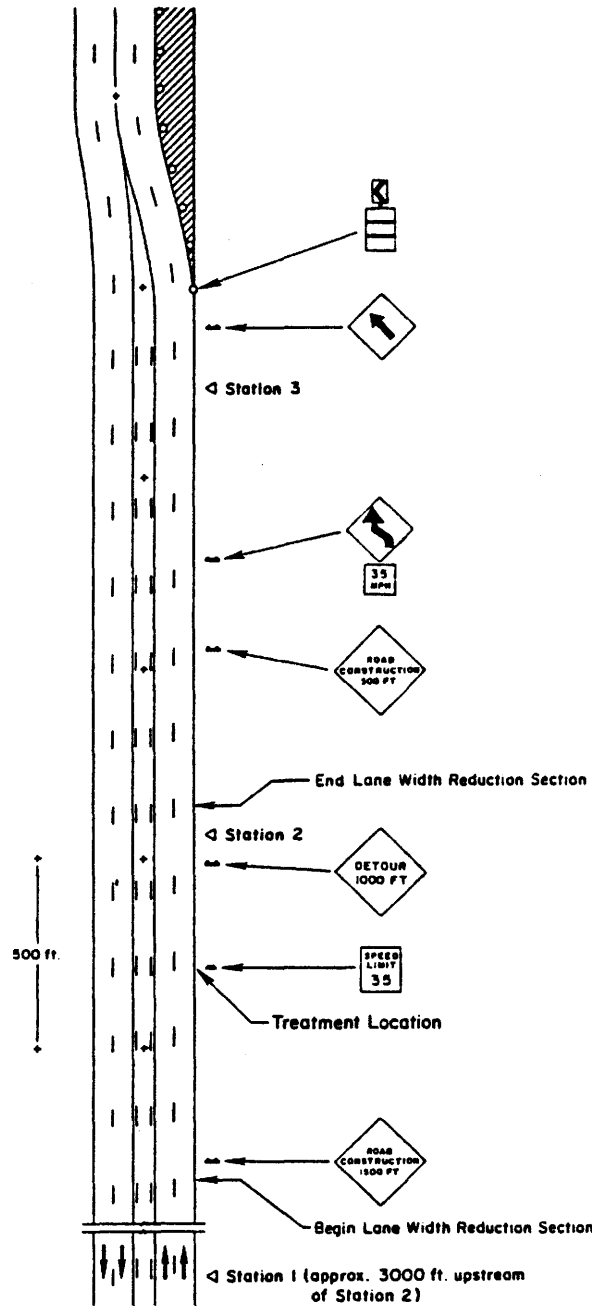 Station 3
35
MPH
ROAD
CONSTRUCTION
500 FT
End Lane Width Reduction Section
Station 2
DETOUR
1000 FT
500 ft.
SPEED
LIMIT
35
Treatment Location
ROAD
CONSTRUCTION
1500 FT
Begin Lane Width Reduction Section
Station 1 (approx. 3000 ft. upstream
of Station 2)